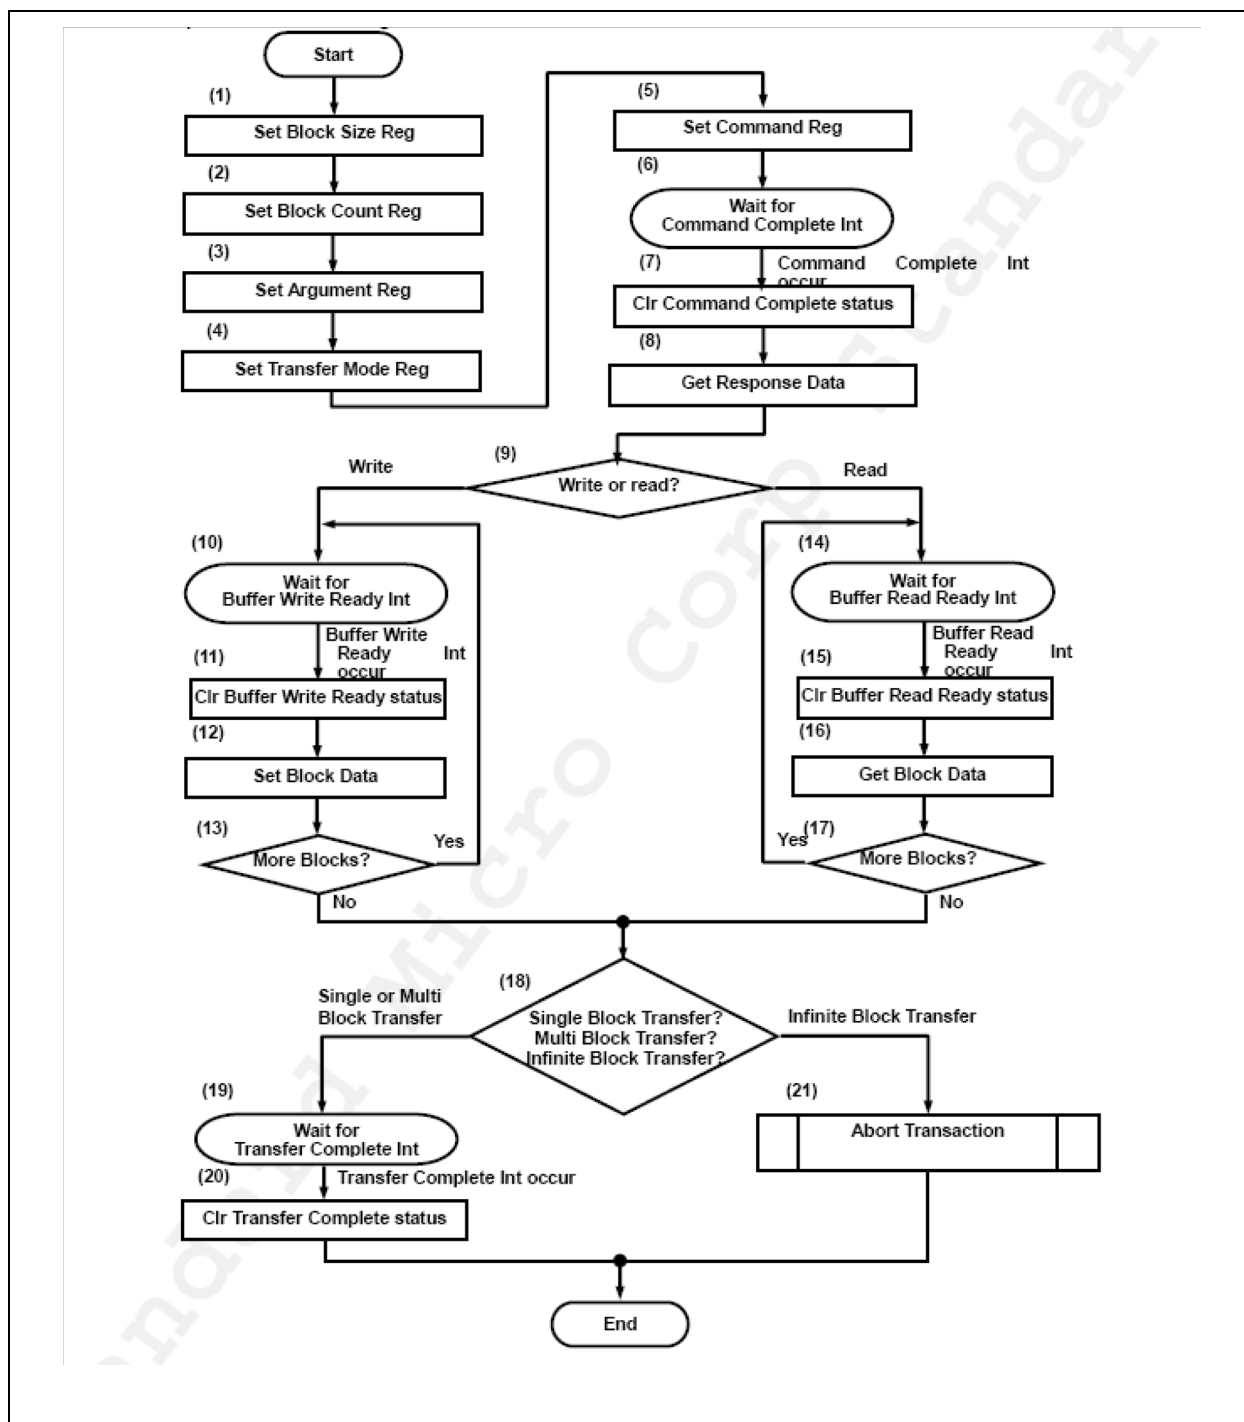 Start
(1)
Set Block Size Reg
(2)
Set Block Count Reg
(3)
Set Argument Reg
(4)
Set Transfer Mode Reg
(5)
Set Command Reg
(6)
Wait for
Command Complete Int
(7)
Command Complete Int
occur
Clr Command Complete status
(8)
Get Response Data
(9)
Write or read?
Write
Read
(10)
Wait for
Buffer Write Ready Int
Buffer Write
Ready Int
occur
(11)
Clr Buffer Write Ready status
(12)
Set Block Data
(13)
More Blocks?
Yes
No
(14)
Wait for
Buffer Read Ready Int
Buffer Read
Ready Int
occur
(15)
Clr Buffer Read Ready status
(16)
Get Block Data
(17)
More Blocks?
Yes
No
(18)
Single Block Transfer?
Multi Block Transfer?
Infinite Block Transfer?
Single or Multi
Block Transfer
Infinite Block Transfer
(19)
Wait for
Transfer Complete Int
(20)
Transfer Complete Int occur
Clr Transfer Complete status
(21)
Abort Transaction
End
Micro Corp